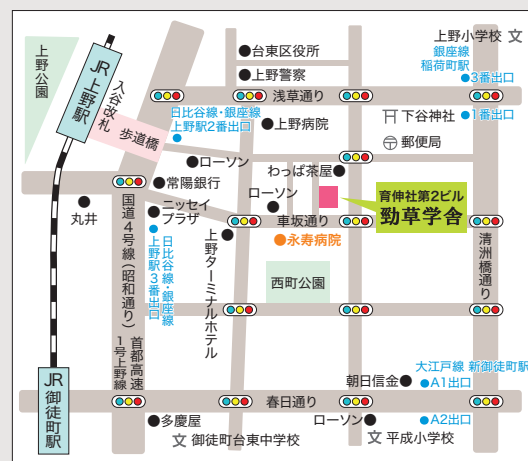 上野小学校 文
上野公園
台東区役所
銀座線
稲荷町駅
JR
上野駅
上野警察
3番出口
入谷改札
浅草通り
日比谷線・銀座線
上野駅2番出口
上野病院
下谷神社
1番出口
歩道橋
郵便局
ローソン
わっぱ茶屋
常陽銀行
ローソン
育伸社第2ビル
勁草学舎
丸井
ニッセイ
プラザ
車坂通り
永寿病院
国道4号線(昭和通り)
日比谷線・銀座線
上野駅3番出口
上野ターミナルホテル
西町公園
清洲橋通り
首都高速
1号上野線
大江戸線 新御徒町駅
JR
御徒町駅
朝日信金
A1出口
春日通り
多慶屋
ローソン
A2出口
文 御徒町台東中学校
文 平成小学校